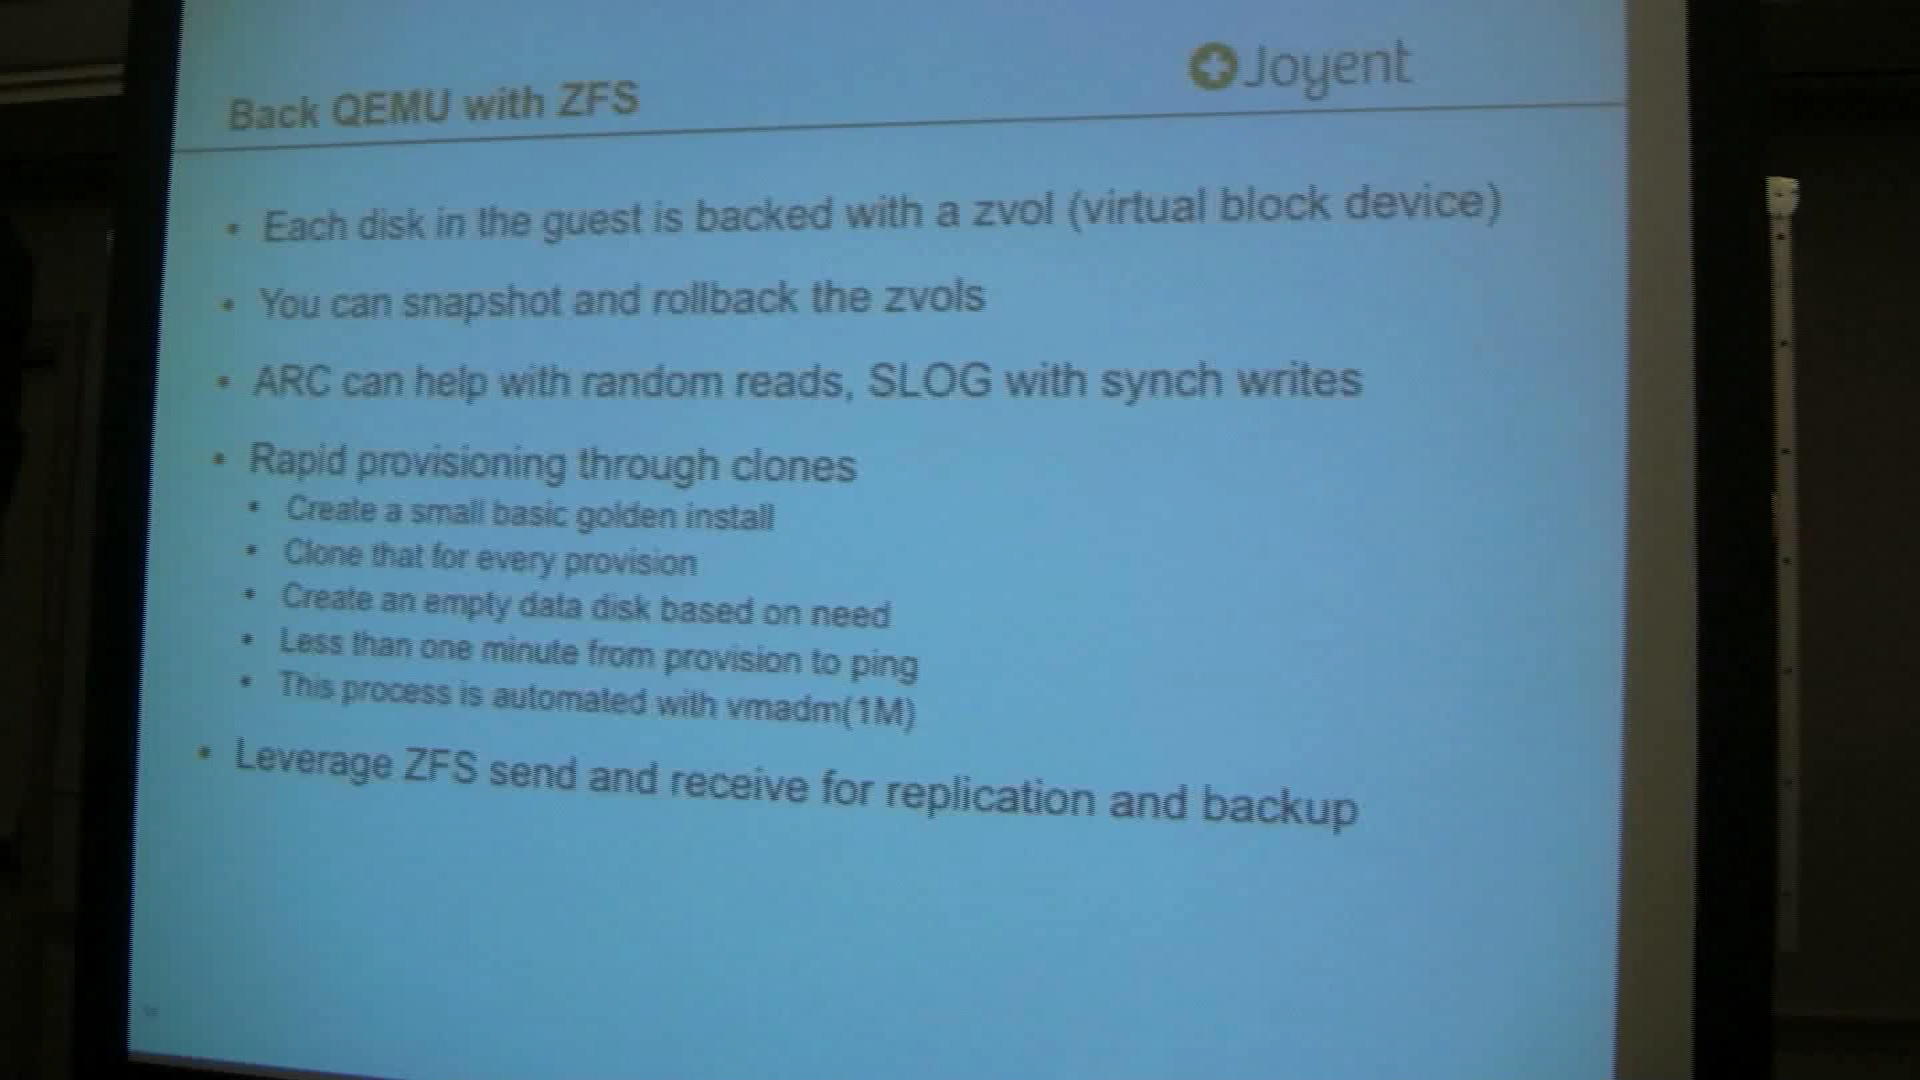 Joyent
Back QEMU with ZFS
• Each disk in the guest is backed with a zvol (virtual block device)
• You can snapshot and rollback the zvols
• ARC can help with random reads, SLOG with synch writes
• Rapid provisioning through clones
• Create a small basic golden install
• Clone that for every provision
• Create an empty data disk based on need
• Less than one minute from provision to ping
• This process is automated with vmadm(1M)
• Leverage ZFS send and receive for replication and backup